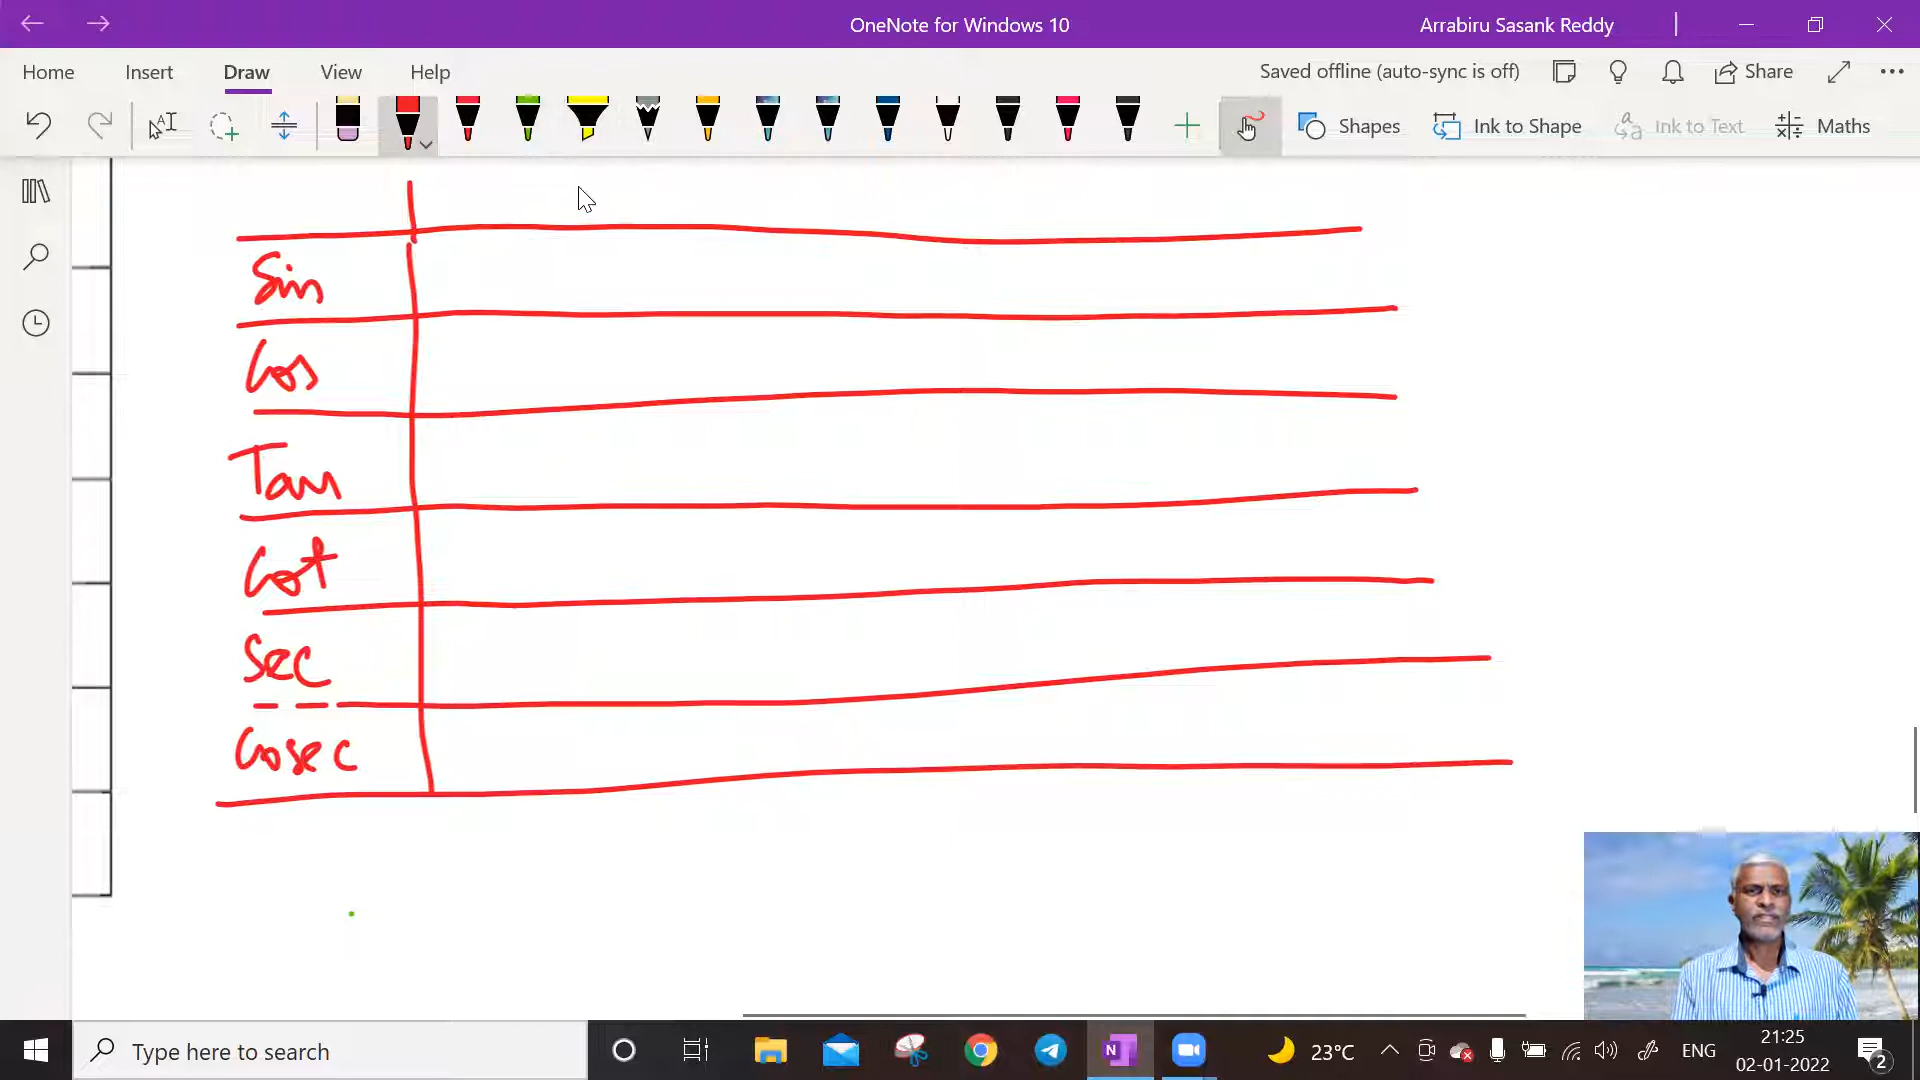 OneNote for Windows 10 Arrabiru Sasank Reddy
Home Insert Draw View Help Saved offline (auto-sync is off) Share
Shapes Ink to Shape Ink to Text Maths
Sin
Cos
Tan
Cot
Sec
Cosec
Type here to search 23°C ENG 21:25
02-01-2022 2